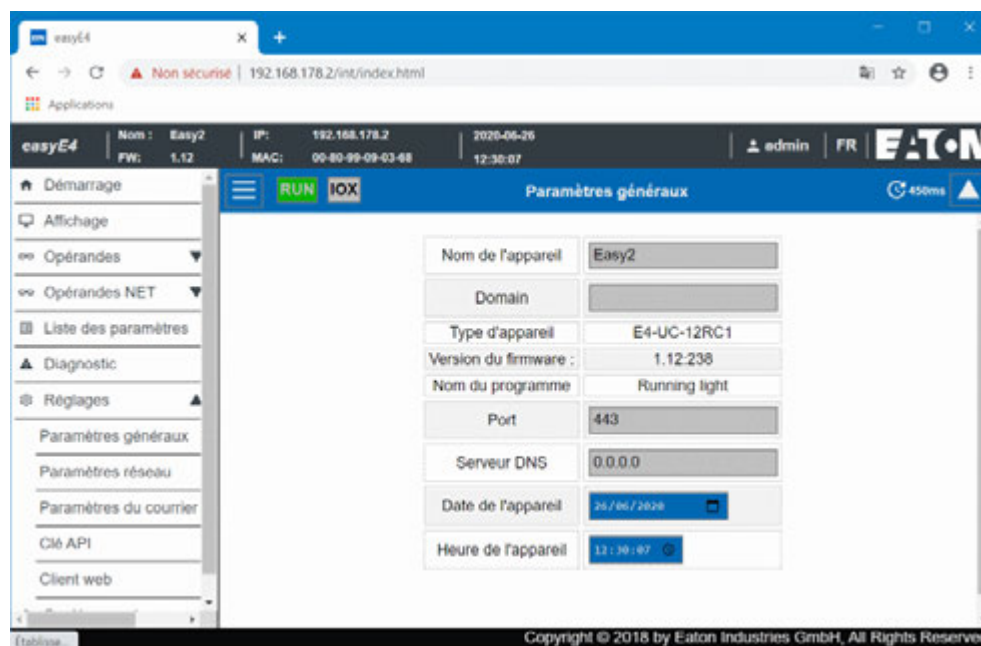 easyE4
Non sécurisé | 192.168.178.2/int/index.html
Applications
easyE4
Nom : Easy2
FW: 1.12
IP: 192.168.178.2
MAC: 00-80-99-09-03-68
2020-06-26
12:30:07
admin
FR
EATON
Démarrage
Affichage
Opérandes
Opérandes NET
Liste des paramètres
Diagnostic
Réglages
Paramètres généraux
Paramètres réseau
Paramètres du courrier
Clé API
Client web
RUN IOX
Paramètres généraux
450ms
Nom de l'appareil Easy2
Domain
Type d'appareil E4-UC-12RC1
Version du firmware : 1.12.238
Nom du programme Running light
Port 443
Serveur DNS 0.0.0.0
Date de l'appareil 26/06/2020
Heure de l'appareil 12:30:07
Établisse...
Copyright © 2018 by Eaton Industries GmbH, All Rights Reserve